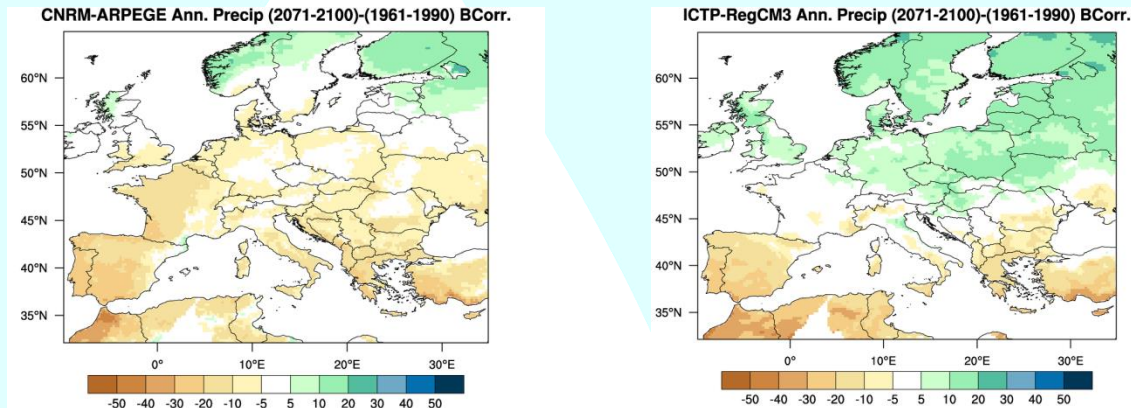 CNRM-ARPEGE Ann. Precip (2071-2100)-(1961-1990) BCorr.
60°N
55°N
50°N
45°N
40°N
35°N
0° 10°E 20°E 30°E
-50 -40 -30 -20 -10 -5 5 10 20 30 40 50
ICTP-RegCM3 Ann. Precip (2071-2100)-(1961-1990) BCorr.
60°N
55°N
50°N
45°N
40°N
35°N
0° 10°E 20°E 30°E
-50 -40 -30 -20 -10 -5 5 10 20 30 40 50